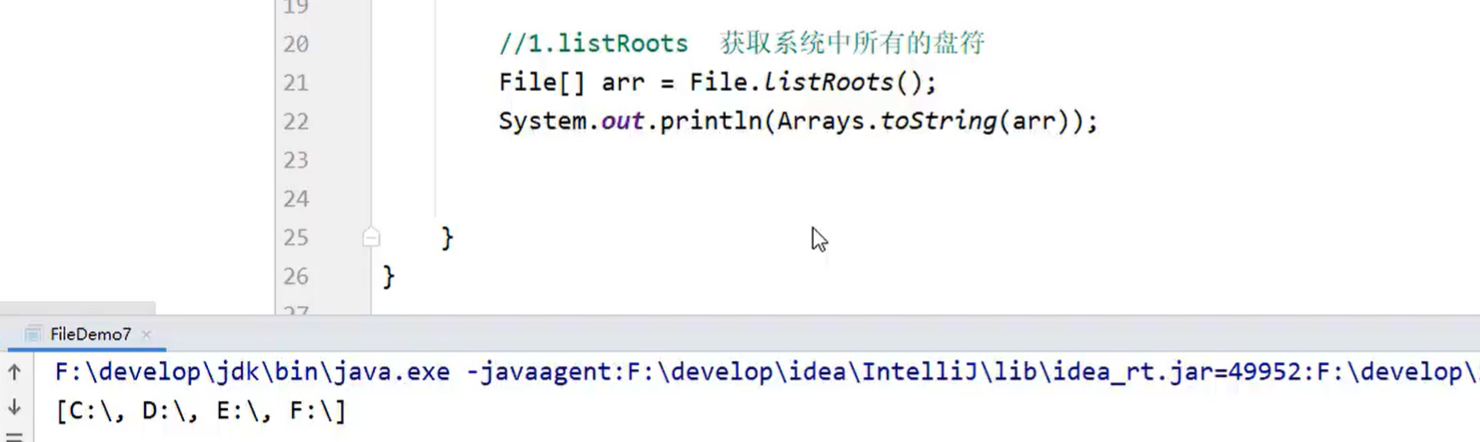 19
20 //1.listRoots 获取系统中所有的盘符
21 File[] arr = File.listRoots();
22 System.out.println(Arrays.toString(arr));
23
24
25 }
26 }
27
FileDemo7
F:\develop\jdk\bin\java.exe -javaagent:F:\develop\idea\IntelliJ\lib\idea_rt.jar=49952:F:\develop\
[C:\, D:\, E:\, F:\]